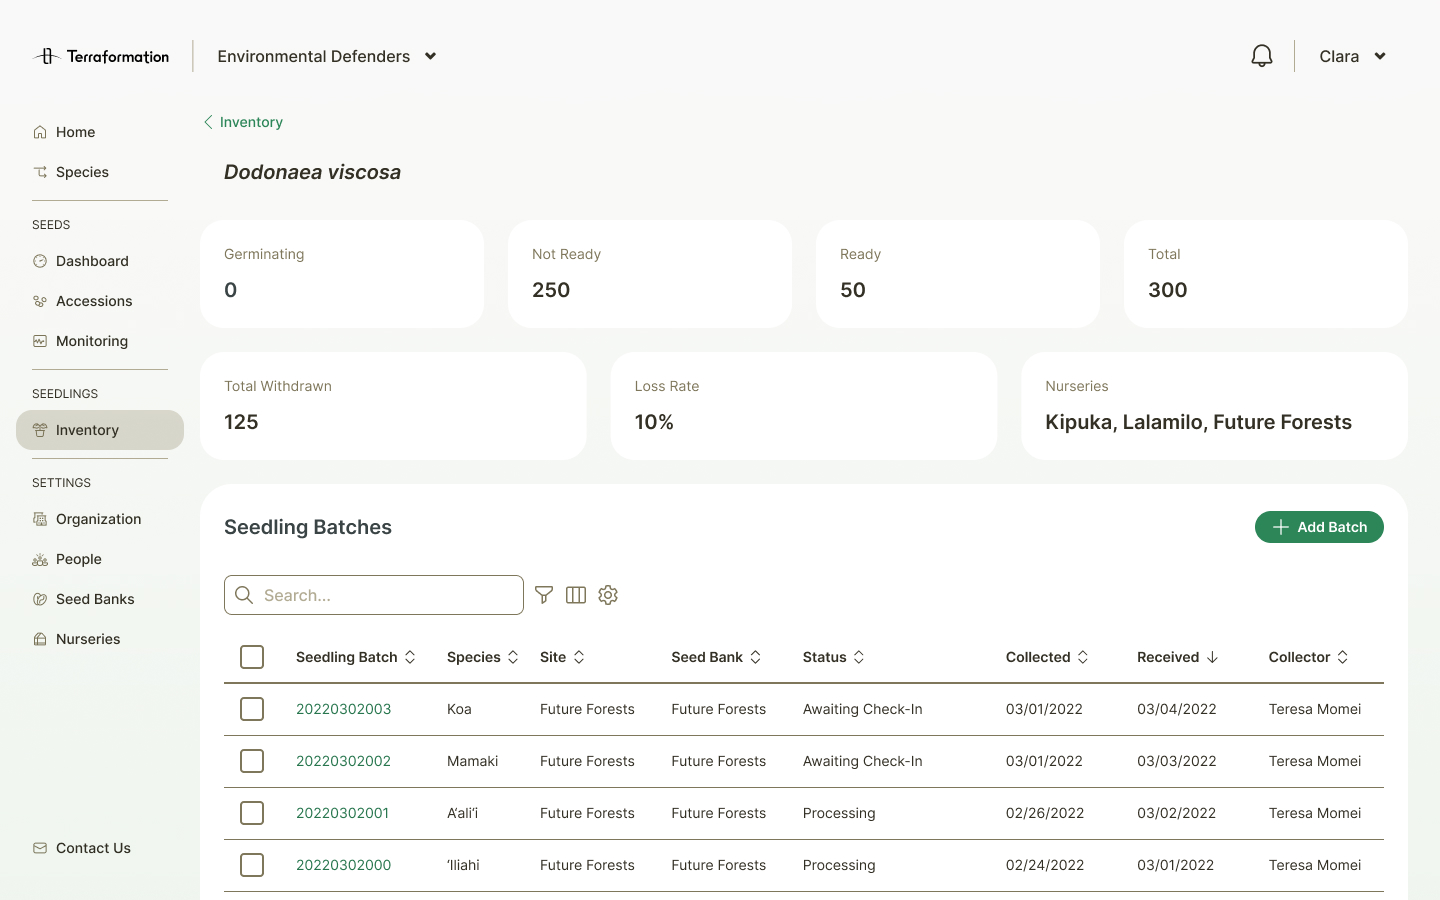 Terraformation
Environmental Defenders
Clara
Home
Species
SEEDS
Dashboard
Accessions
Monitoring
SEEDLINGS
Inventory
SETTINGS
Organization
People
Seed Banks
Nurseries
Contact Us
Inventory
Dodonaea viscosa
Germinating
0
Not Ready
250
Ready
50
Total
300
Total Withdrawn
125
Loss Rate
10%
Nurseries
Kipuka, Lalamilo, Future Forests
Seedling Batches
Add Batch
Search...
Seedling Batch Species Site Seed Bank Status Collected Received Collector
20220302003 Koa Future Forests Future Forests Awaiting Check-In 03/01/2022 03/04/2022 Teresa Momei
20220302002 Mamaki Future Forests Future Forests Awaiting Check-In 03/01/2022 03/03/2022 Teresa Momei
20220302001 A‘ali‘i Future Forests Future Forests Processing 02/26/2022 03/02/2022 Teresa Momei
20220302000 ‘Iliahi Future Forests Future Forests Processing 02/24/2022 03/01/2022 Teresa Momei